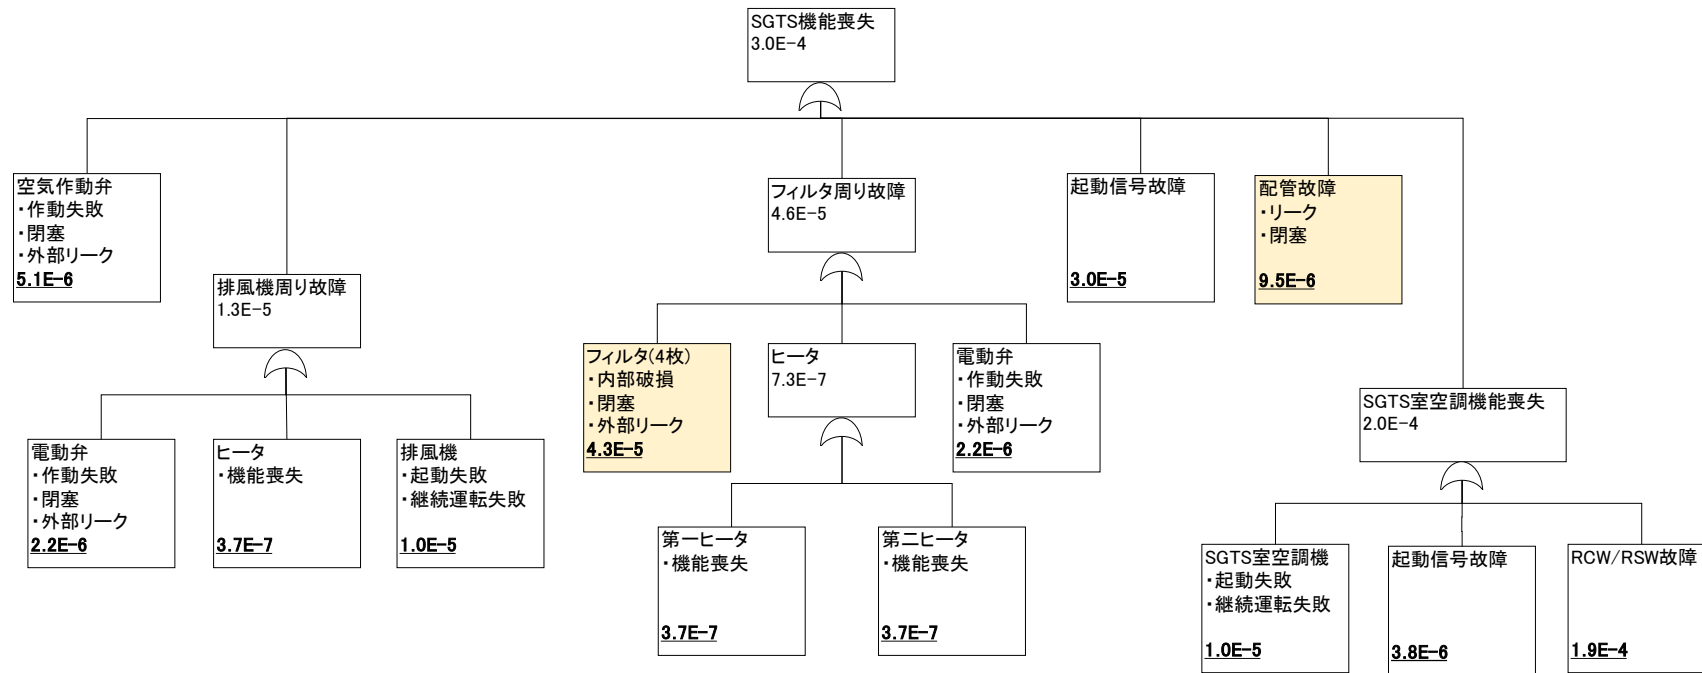 SGTS機能喪失
3.0E-4
空気作動弁
・作動失敗
・閉塞
・外部リーク
5.1E-6
排風機周り故障
1.3E-5
フィルタ周り故障
4.6E-5
起動信号故障
3.0E-5
配管故障
・リーク
・閉塞
9.5E-6
SGTS室空調機能喪失
2.0E-4
電動弁
・作動失敗
・閉塞
・外部リーク
2.2E-6
ヒータ
・機能喪失
3.7E-7
排風機
・起動失敗
・継続運転失敗
1.0E-5
フィルタ(4枚)
・内部破損
・閉塞
・外部リーク
4.3E-5
ヒータ
7.3E-7
電動弁
・作動失敗
・閉塞
・外部リーク
2.2E-6
第一ヒータ
・機能喪失
3.7E-7
第二ヒータ
・機能喪失
3.7E-7
SGTS室空調機
・起動失敗
・継続運転失敗
1.0E-5
起動信号故障
3.8E-6
RCW/RSW故障
1.9E-4